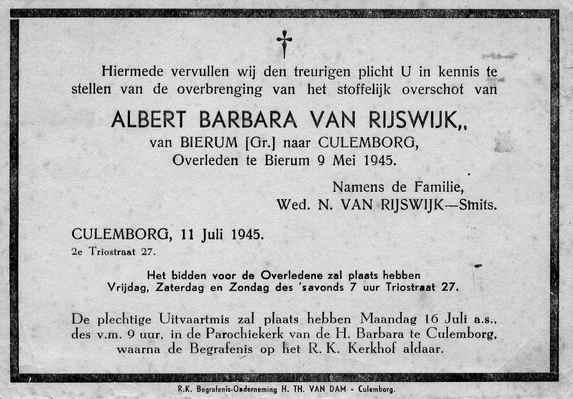 Hiermede vervullen wij den treurigen plicht U in kennis te
stellen van de overbrenging van het stoffelijk overschot van
ALBERT BARBARA VAN RIJSWIJK,,
van BIERUM [Gr.] naar CULEMBORG,
Overleden te Bierum 9 Mei 1945.
Namens de Familie,
Wed. N. VAN RIJSWIJK—Smits.
CULEMBORG, 11 Juli 1945.
2e Triostraat 27.
Het bidden voor de Overledene zal plaats hebben
Vrijdag, Zaterdag en Zondag des 'savonds 7 uur Triostraat 27.
De plechtige Uitvaartmis zal plaats hebben Maandag 16 Juli a.s.,
des v.m. 9 uur, in de Parochiekerk van de H. Barbara te Culemborg,
waarna de Begrafenis op het R. K. Kerkhof aldaar.
R.K. Begrafenis-Onderneming H. TH. VAN DAM - Culemborg.